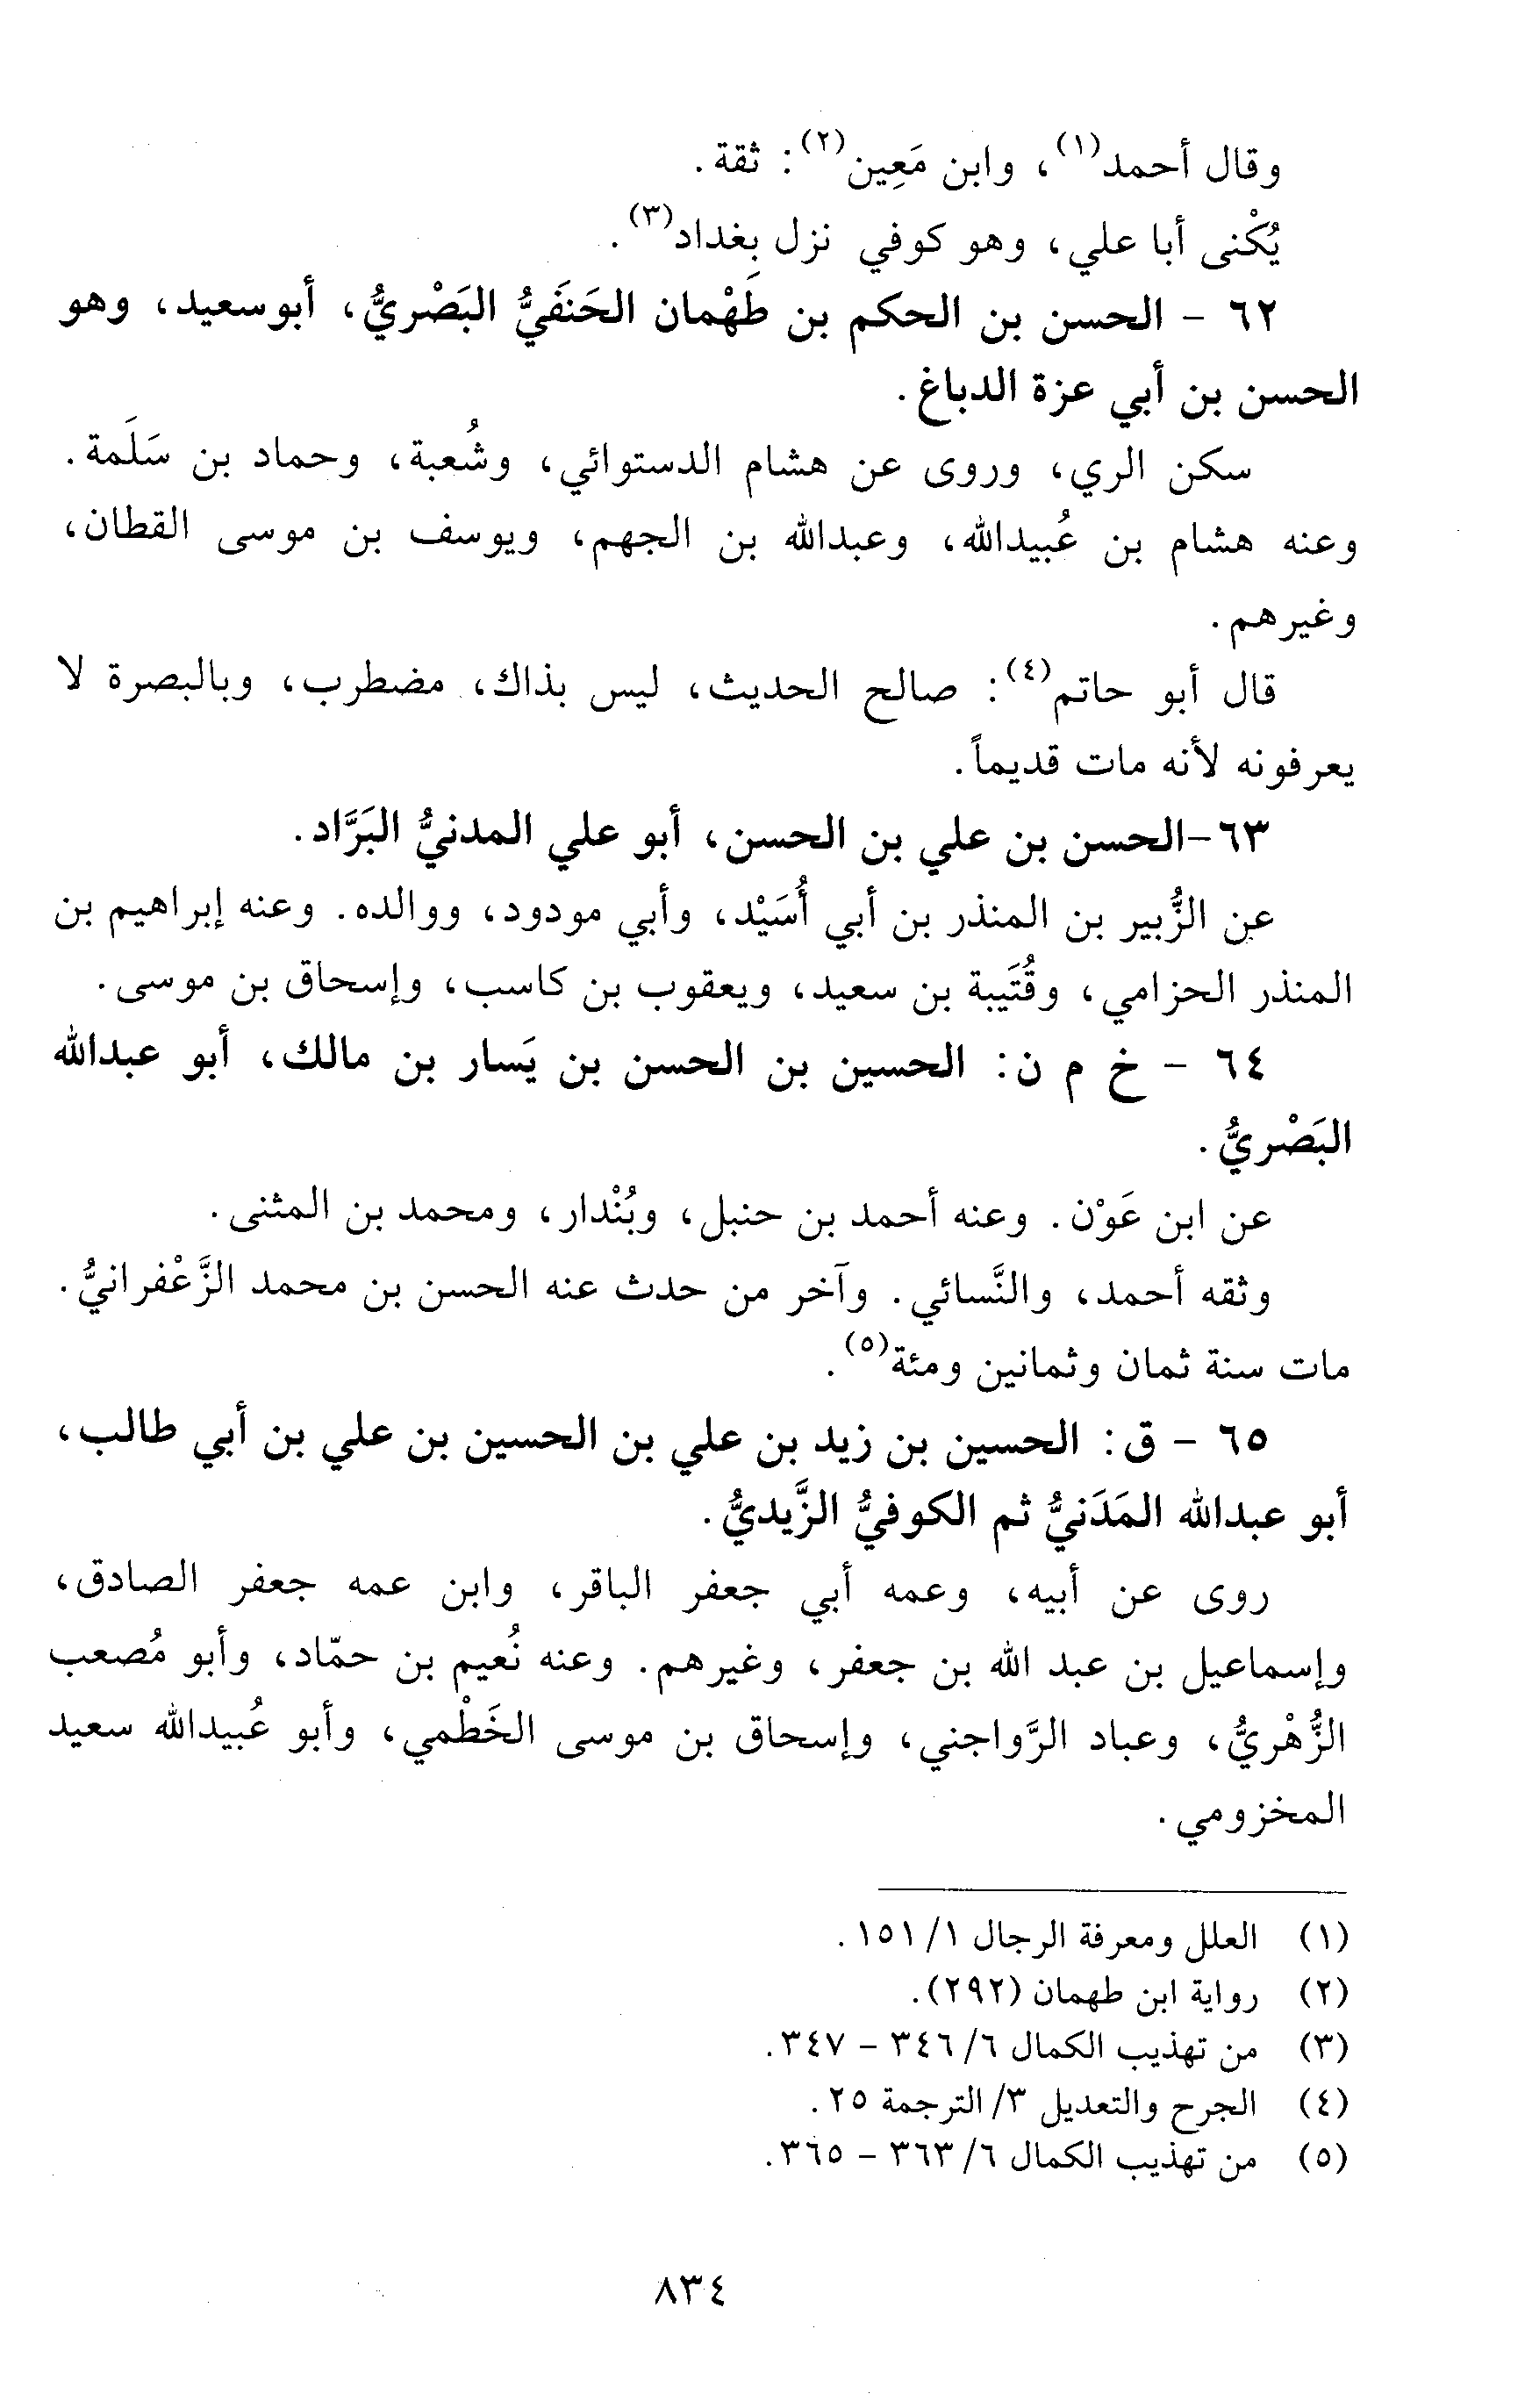 وقال أحمد(١)، وابن مَعِين(٢): ثقة.
يُكْنى أبا علي، وهو كوفي نزل بغداد(٣).
٦٢ - الحسن بن الحكم بن طَهْمان الحَنفَيُّ البَصْريُّ، أبوسعيد، وهو
الحسن بن أبي عزة الدباغ.
سكن الري، وروى عن هشام الدستوائي، وشُعبة، وحماد بن سَلَمة.
وعنه هشام بن عُبيدالله، وعبدالله بن الجهم، ويوسف بن موسى القطان،
وغيرهم.
قال أبو حاتم(٤): صالح الحديث، ليس بذاك، مضطرب، وبالبصرة لا
يعرفونه لأنه مات قديماً.
٦٣-الحسن بن علي بن الحسن، أبو علي المدنيُّ البَرَّاد.
عن الزُّبير بن المنذر بن أبي أُسَيْد، وأبي مودود، ووالده. وعنه إبراهيم بن
المنذر الحزامي، وقُتَيبة بن سعيد، ويعقوب بن كاسب، وإسحاق بن موسى.
٦٤ - خ م ن: الحسين بن الحسن بن يَسار بن مالك، أبو عبدالله
البَصْريُّ.
عن ابن عَوْن. وعنه أحمد بن حنبل، وبُنْدار، ومحمد بن المثنى.
وثقه أحمد، والنَّسائي. وآخر من حدث عنه الحسن بن محمد الزَّعْفرانيُّ.
مات سنة ثمان وثمانين ومئة(٥).
٦٥ - ق: الحسين بن زيد بن علي بن الحسين بن علي بن أبي طالب،
أبو عبدالله المَدَنيُّ ثم الكوفيُّ الزَّيديُّ.
روى عن أبيه، وعمه أبي جعفر الباقر، وابن عمه جعفر الصادق،
وإسماعيل بن عبد الله بن جعفر، وغيرهم. وعنه نُعيم بن حمّاد، وأبو مُصعب
الزُّهْريُّ، وعباد الرَّواجني، وإسحاق بن موسى الخَطْمي، وأبو عُبيدالله سعيد
المخزومي.
(١) العلل ومعرفة الرجال ١/ ١٥١.
(٢) رواية ابن طهمان (٢٩٢).
(٣) من تهذيب الكمال ٦/ ٣٤٦ - ٣٤٧.
(٤) الجرح والتعديل ٣/ الترجمة ٢٥.
(٥) من تهذيب الكمال ٦/ ٣٦٣ - ٣٦٥.
٨٣٤